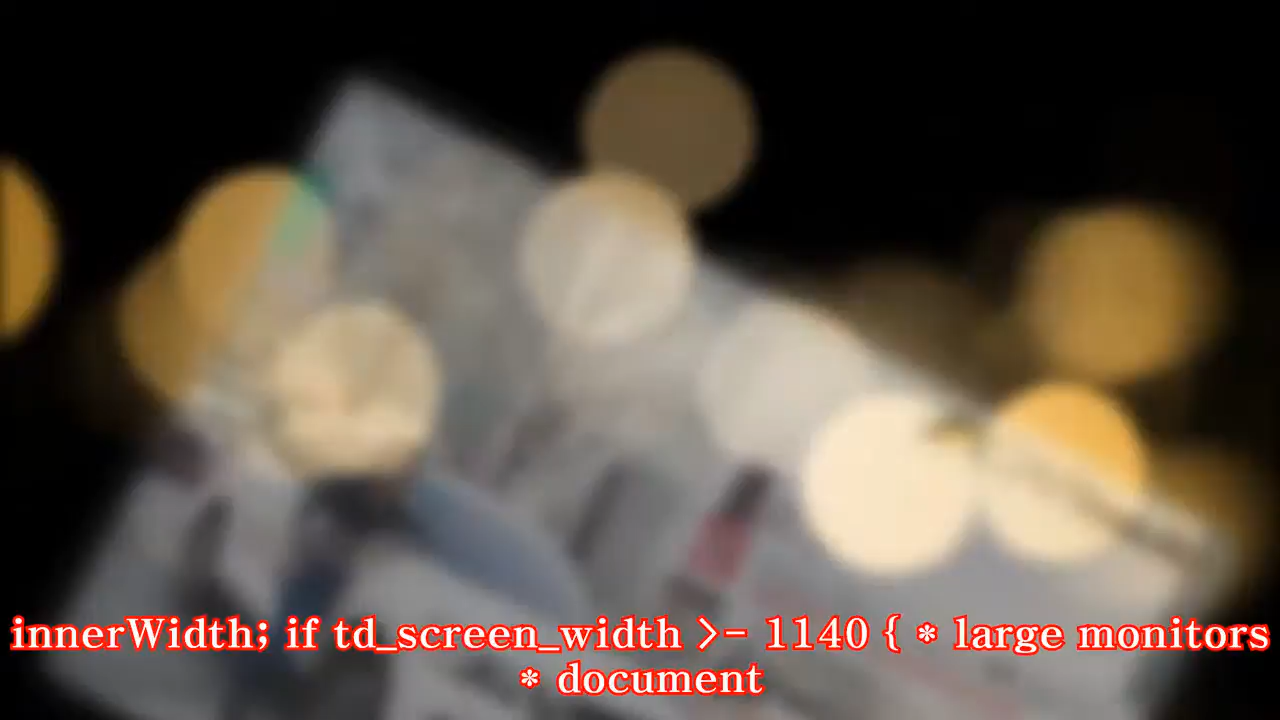 innerWidth; if td_screen_width >- 1140 { * large monitors
* document